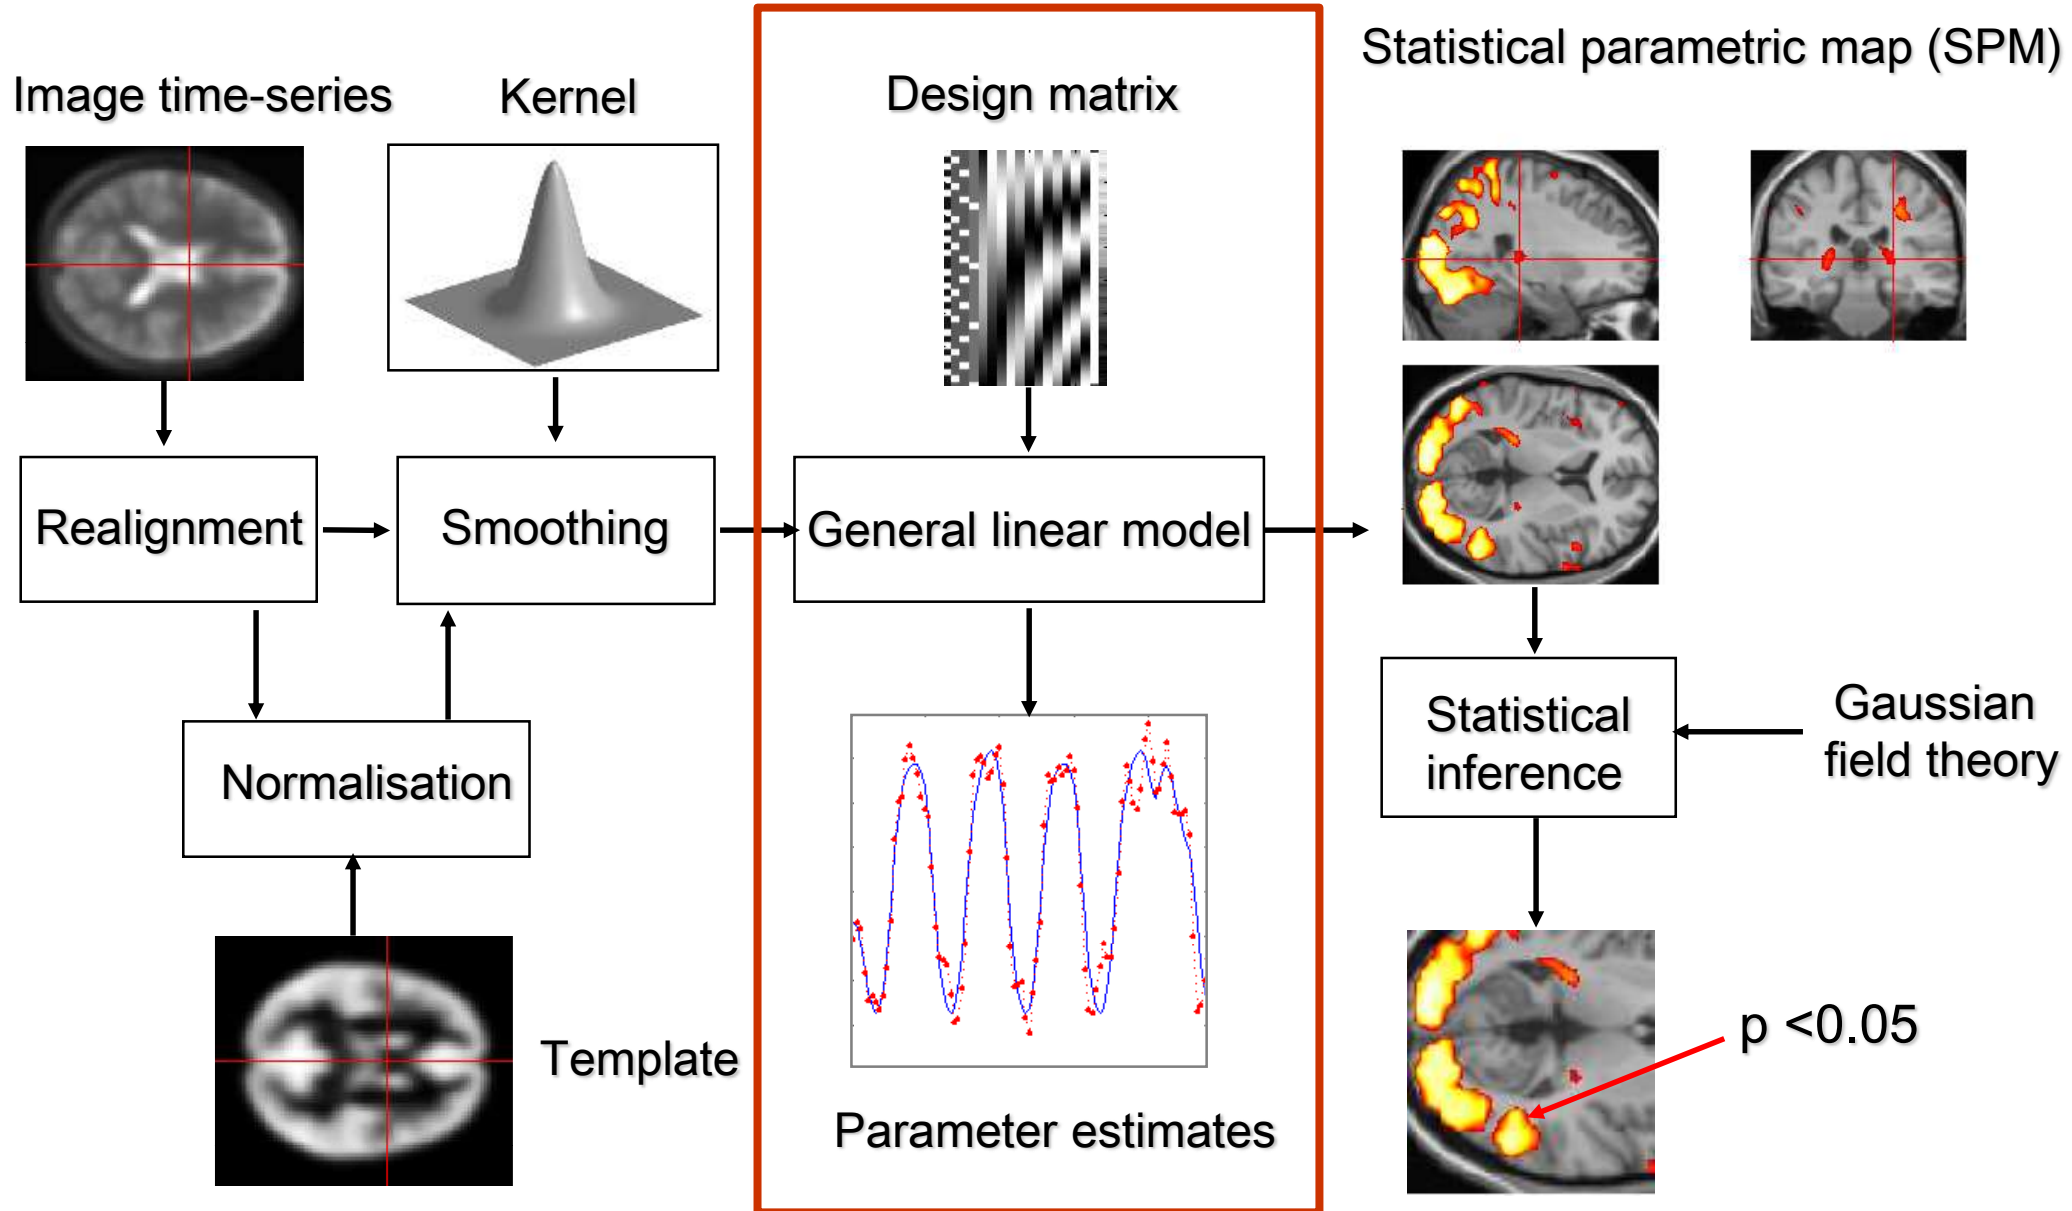 Image time-series
Kernel
Design matrix
Statistical parametric map (SPM)
Realignment
Smoothing
General linear model
Normalisation
Statistical
inference
Gaussian
field theory
Template
Parameter estimates
p <0.05